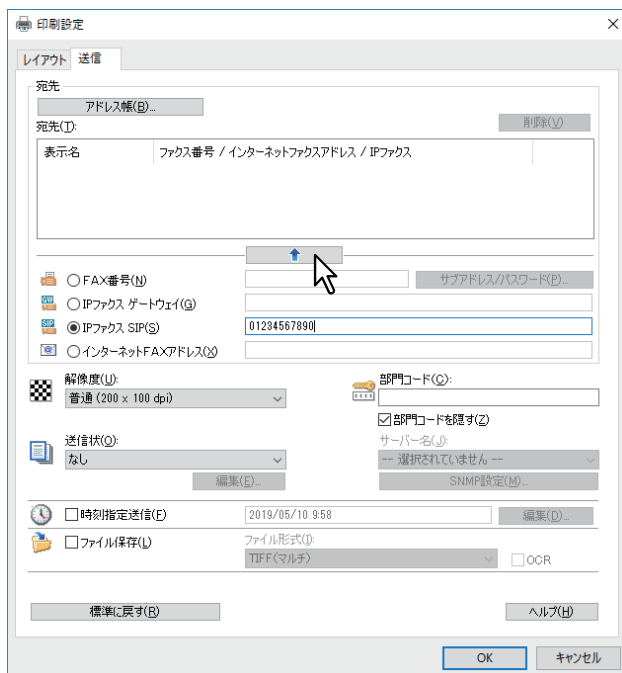 印刷設定
レイアウト 送信
宛先
アドレス帳(B)...
宛先(T):
削除(V)
表示名 ファクス番号 / インターネットファクスアドレス / IPファクス
FAX番号(N) サブアドレス/パスワード(P)...
GW IPファクス ゲートウェイ(G)
SIP IPファクス SIP(S) 01234567890
インターネットFAXアドレス(X)
解像度(U): 部門コード(C):
普通 (200 x 100 dpi)
部門コードを隠す(Z)
送信状(O): サーバー名(J):
なし -- 選択されていません --
編集(E)... SNMP設定(M)...
時刻指定送信(F) 2019/05/10 9:58 編集(D)...
ファイル保存(L) ファイル形式(I):
TIFF(マルチ) OCR
標準に戻す(R) ヘルプ(H)
OK キャンセル